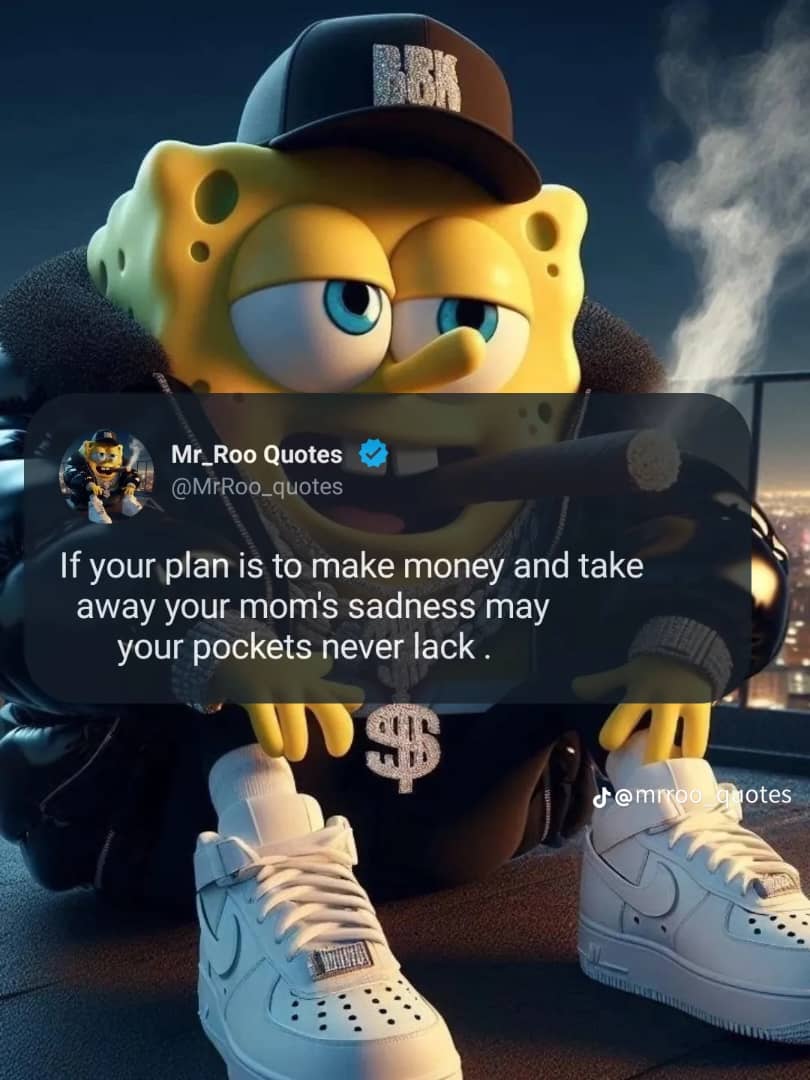 Mr_Roo Quotes
@MrRoo_quotes
If your plan is to make money and take
away your mom's sadness may
your pockets never lack .
$
@mrroo_quotes